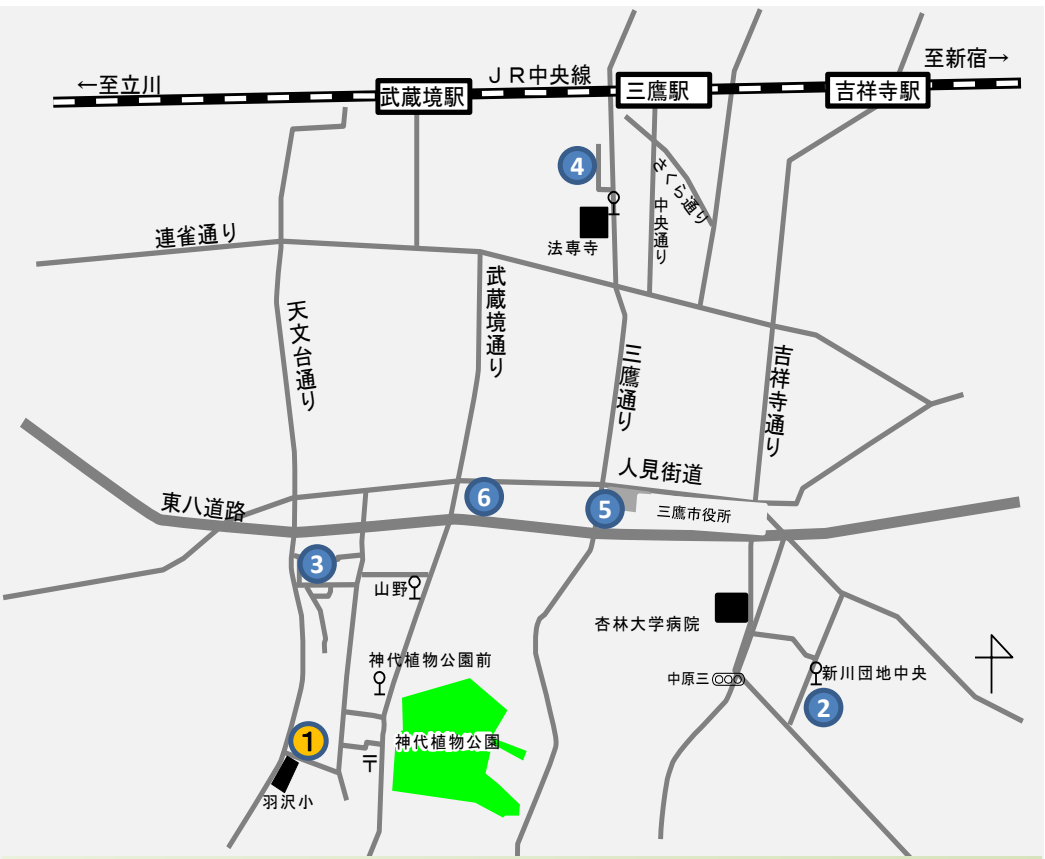 ←至立川
ＪＲ中央線
至新宿→
武蔵境駅
三鷹駅
吉祥寺駅
4
さくら通り
中央通り
法専寺
連雀通り
武蔵境通り
天文台通り
三鷹通り
吉祥寺通り
人見街道
6
5
三鷹市役所
東八道路
3
山野
杏林大学病院
神代植物公園前
中原三
新川団地中央
2
1
神代植物公園
〒
羽沢小